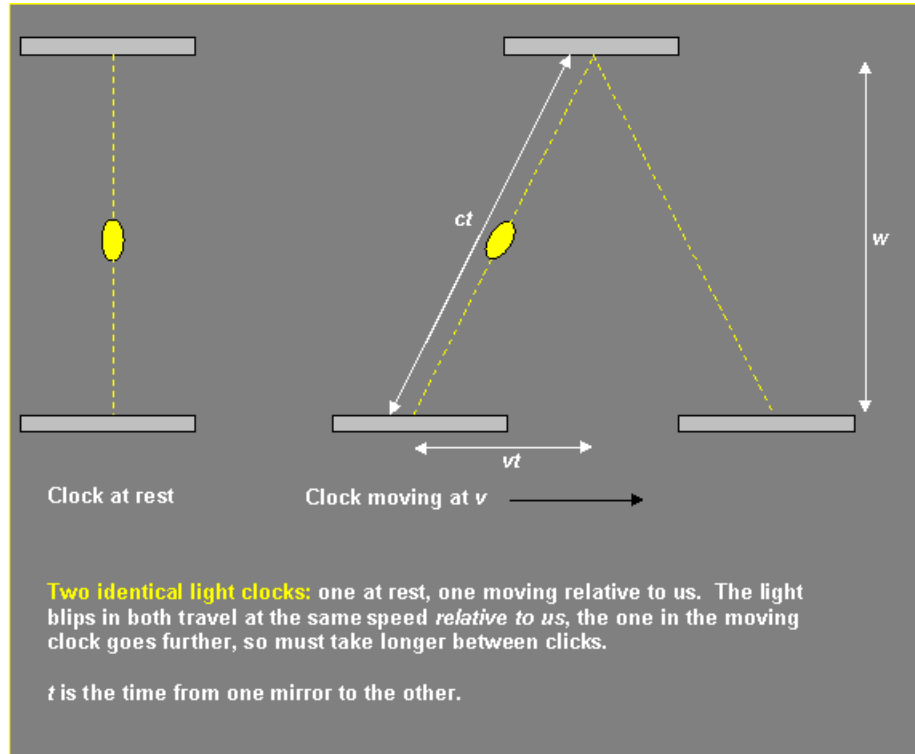 ct
w
vt
Clock at rest
Clock moving at v
Two identical light clocks: one at rest, one moving relative to us. The light
blips in both travel at the same speed relative to us, the one in the moving
clock goes further, so must take longer between clicks.
t is the time from one mirror to the other.